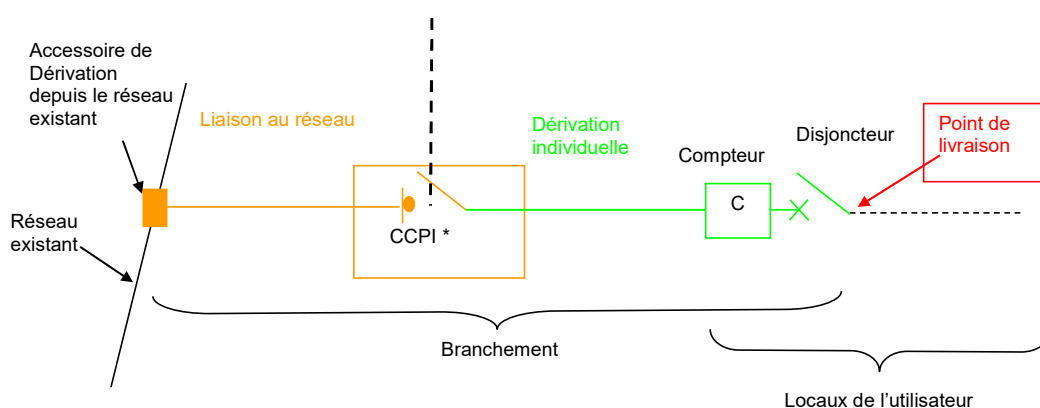 Accessoire de
Dérivation
depuis le réseau
existant
Liaison au réseau
Dérivation
individuelle
Compteur
Disjoncteur
Point de
livraison
C
CCPI *
Réseau
existant
Branchement
Locaux de l'utilisateur